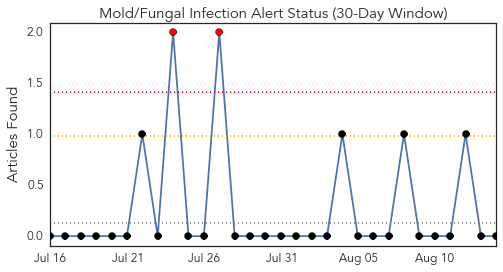 Mold/Fungal Infection Alert Status (30-Day Window)
Articles Found
2.0
1.5
1.0
0.5
0.0
Jul 16 Jul 21 Jul 26 Jul 31 Aug 05 Aug 10